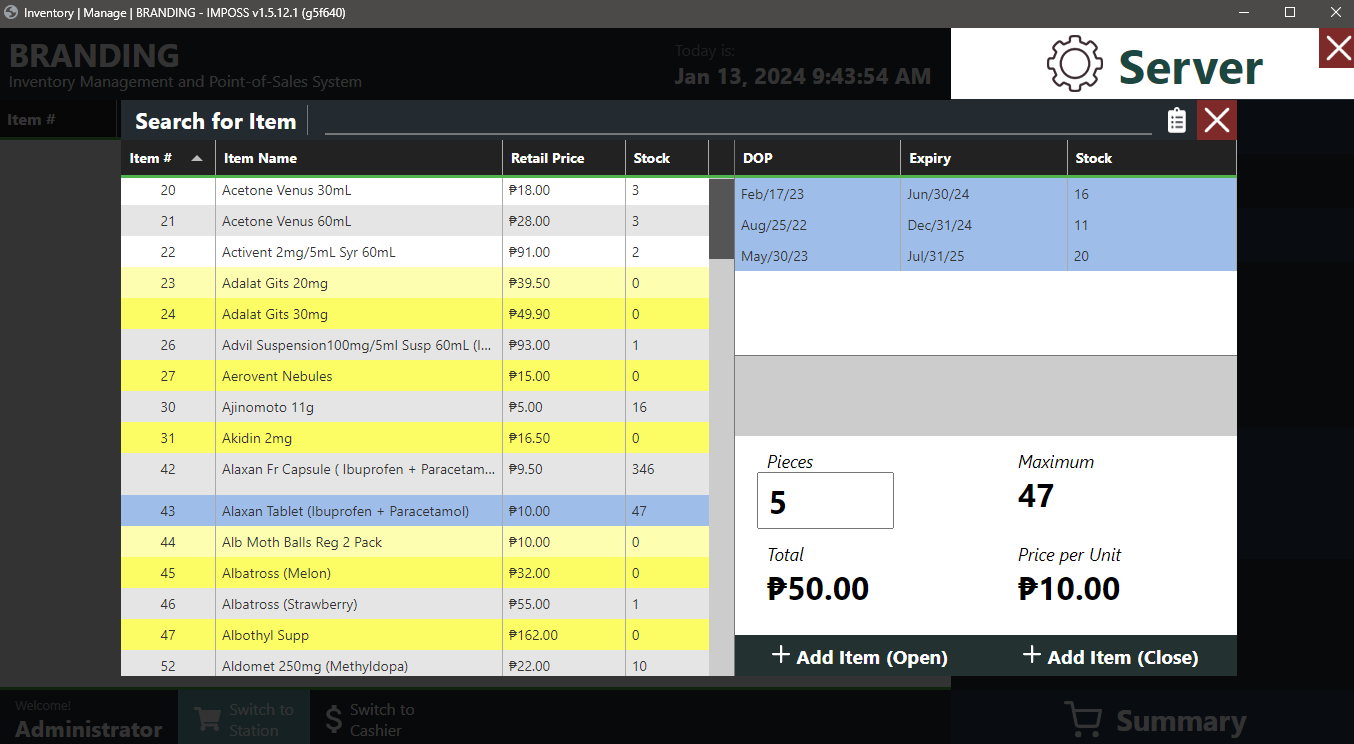 Inventory | Manage | BRANDING - IMPOSS v1.5.12.1 (g5f640)
BRANDING
Inventory Management and Point-of-Sales System
Today is:
Jan 13, 2024 9:43:54 AM
Server
Item #
Search for Item
Item # Item Name Retail Price Stock
20 Acetone Venus 30mL ₱18.00 3
21 Acetone Venus 60mL ₱28.00 3
22 Activent 2mg/5mL Syr 60mL ₱91.00 2
23 Adalat Gits 20mg ₱39.50 0
24 Adalat Gits 30mg ₱49.90 0
26 Advil Suspension100mg/5ml Susp 60mL (I... ₱93.00 1
27 Aerovent Nebules ₱15.00 0
30 Ajinomoto 11g ₱5.00 16
31 Akidin 2mg ₱16.50 0
42 Alaxan Fr Capsule ( Ibuprofen + Paracetam... ₱9.50 346
43 Alaxan Tablet (Ibuprofen + Paracetamol) ₱10.00 47
44 Alb Moth Balls Reg 2 Pack ₱10.00 0
45 Albatross (Melon) ₱32.00 0
46 Albatross (Strawberry) ₱55.00 1
47 Albothyl Supp ₱162.00 0
52 Aldomet 250mg (Methyldopa) ₱22.00 10
DOP Expiry Stock
Feb/17/23 Jun/30/24 16
Aug/25/22 Dec/31/24 11
May/30/23 Jul/31/25 20
Pieces Maximum
5 47
Total Price per Unit
₱50.00 ₱10.00
+ Add Item (Open) + Add Item (Close)
Welcome!
Administrator
Switch to
Station
$ Switch to
Cashier
Summary